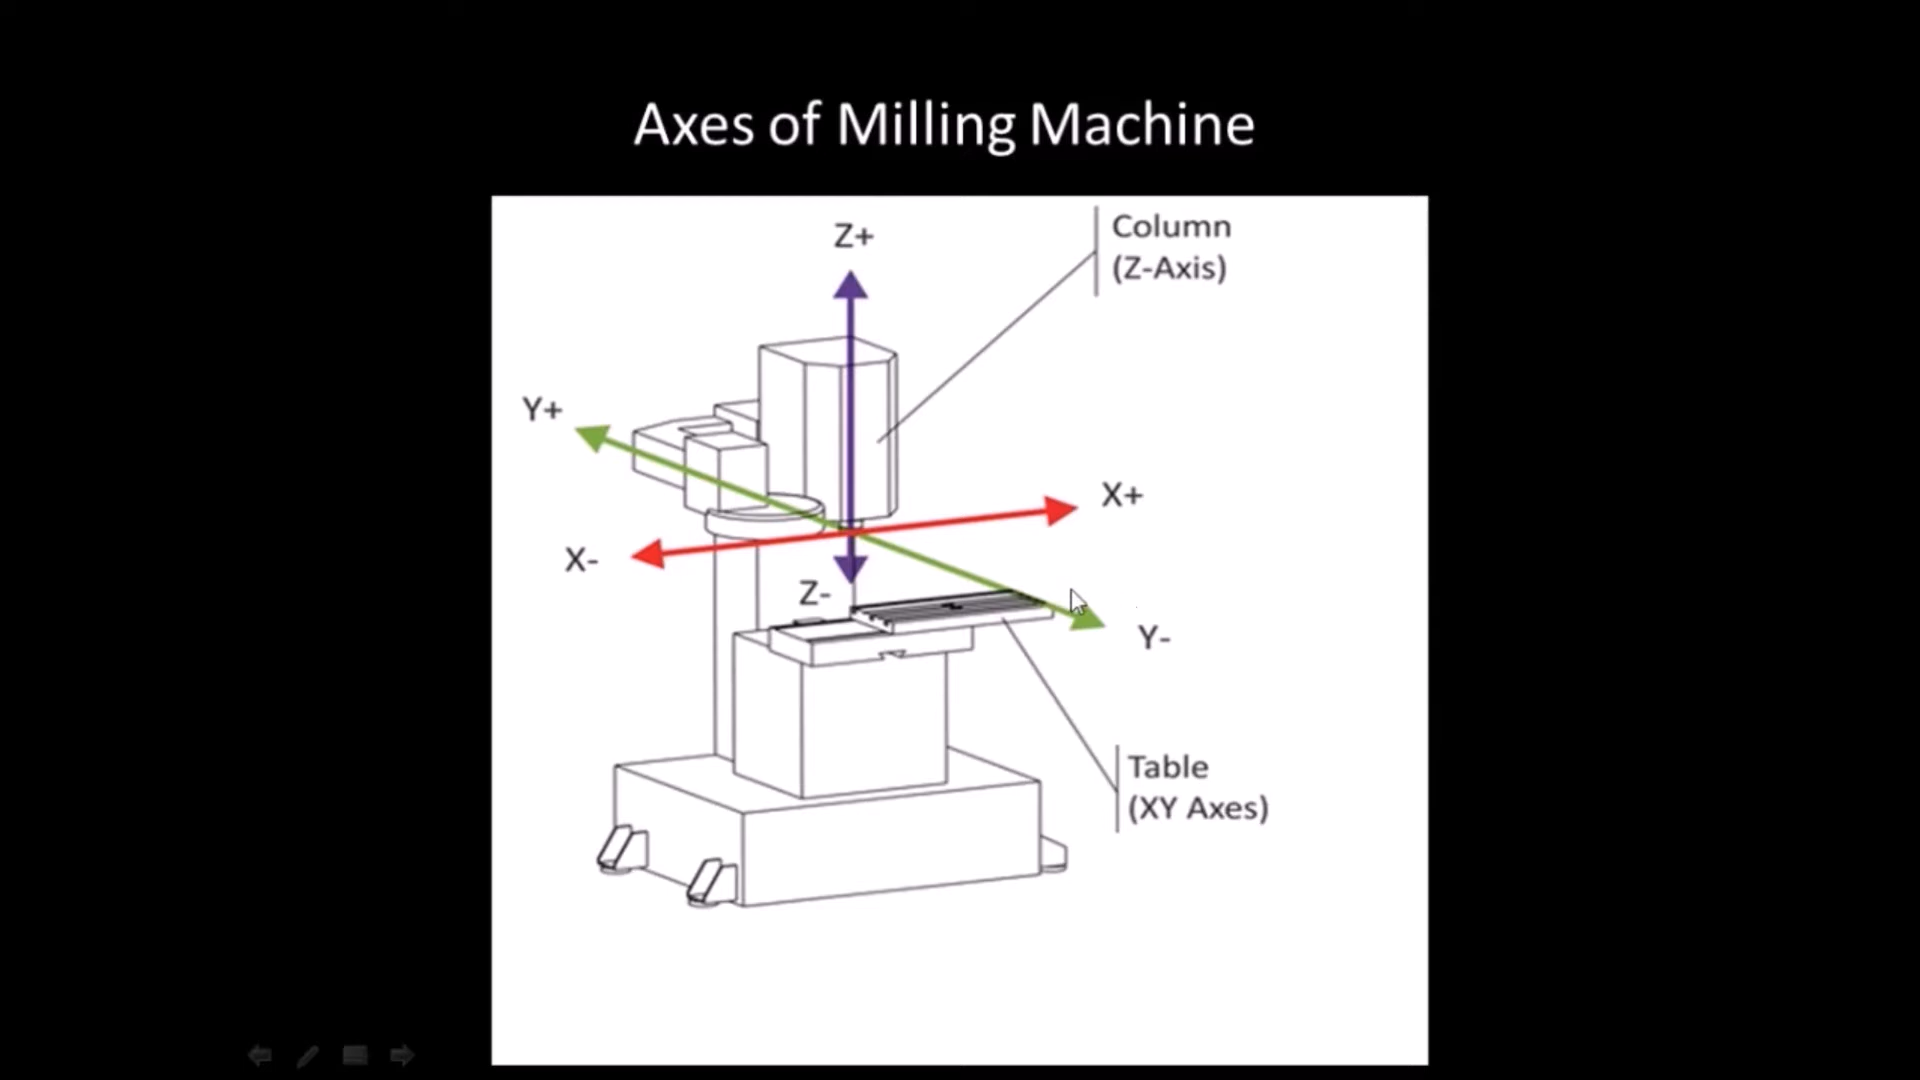 Axes of Milling Machine
Z+
Column
(Z-Axis)
Y+
X+
X-
Z-
Y-
Table
(XY Axes)